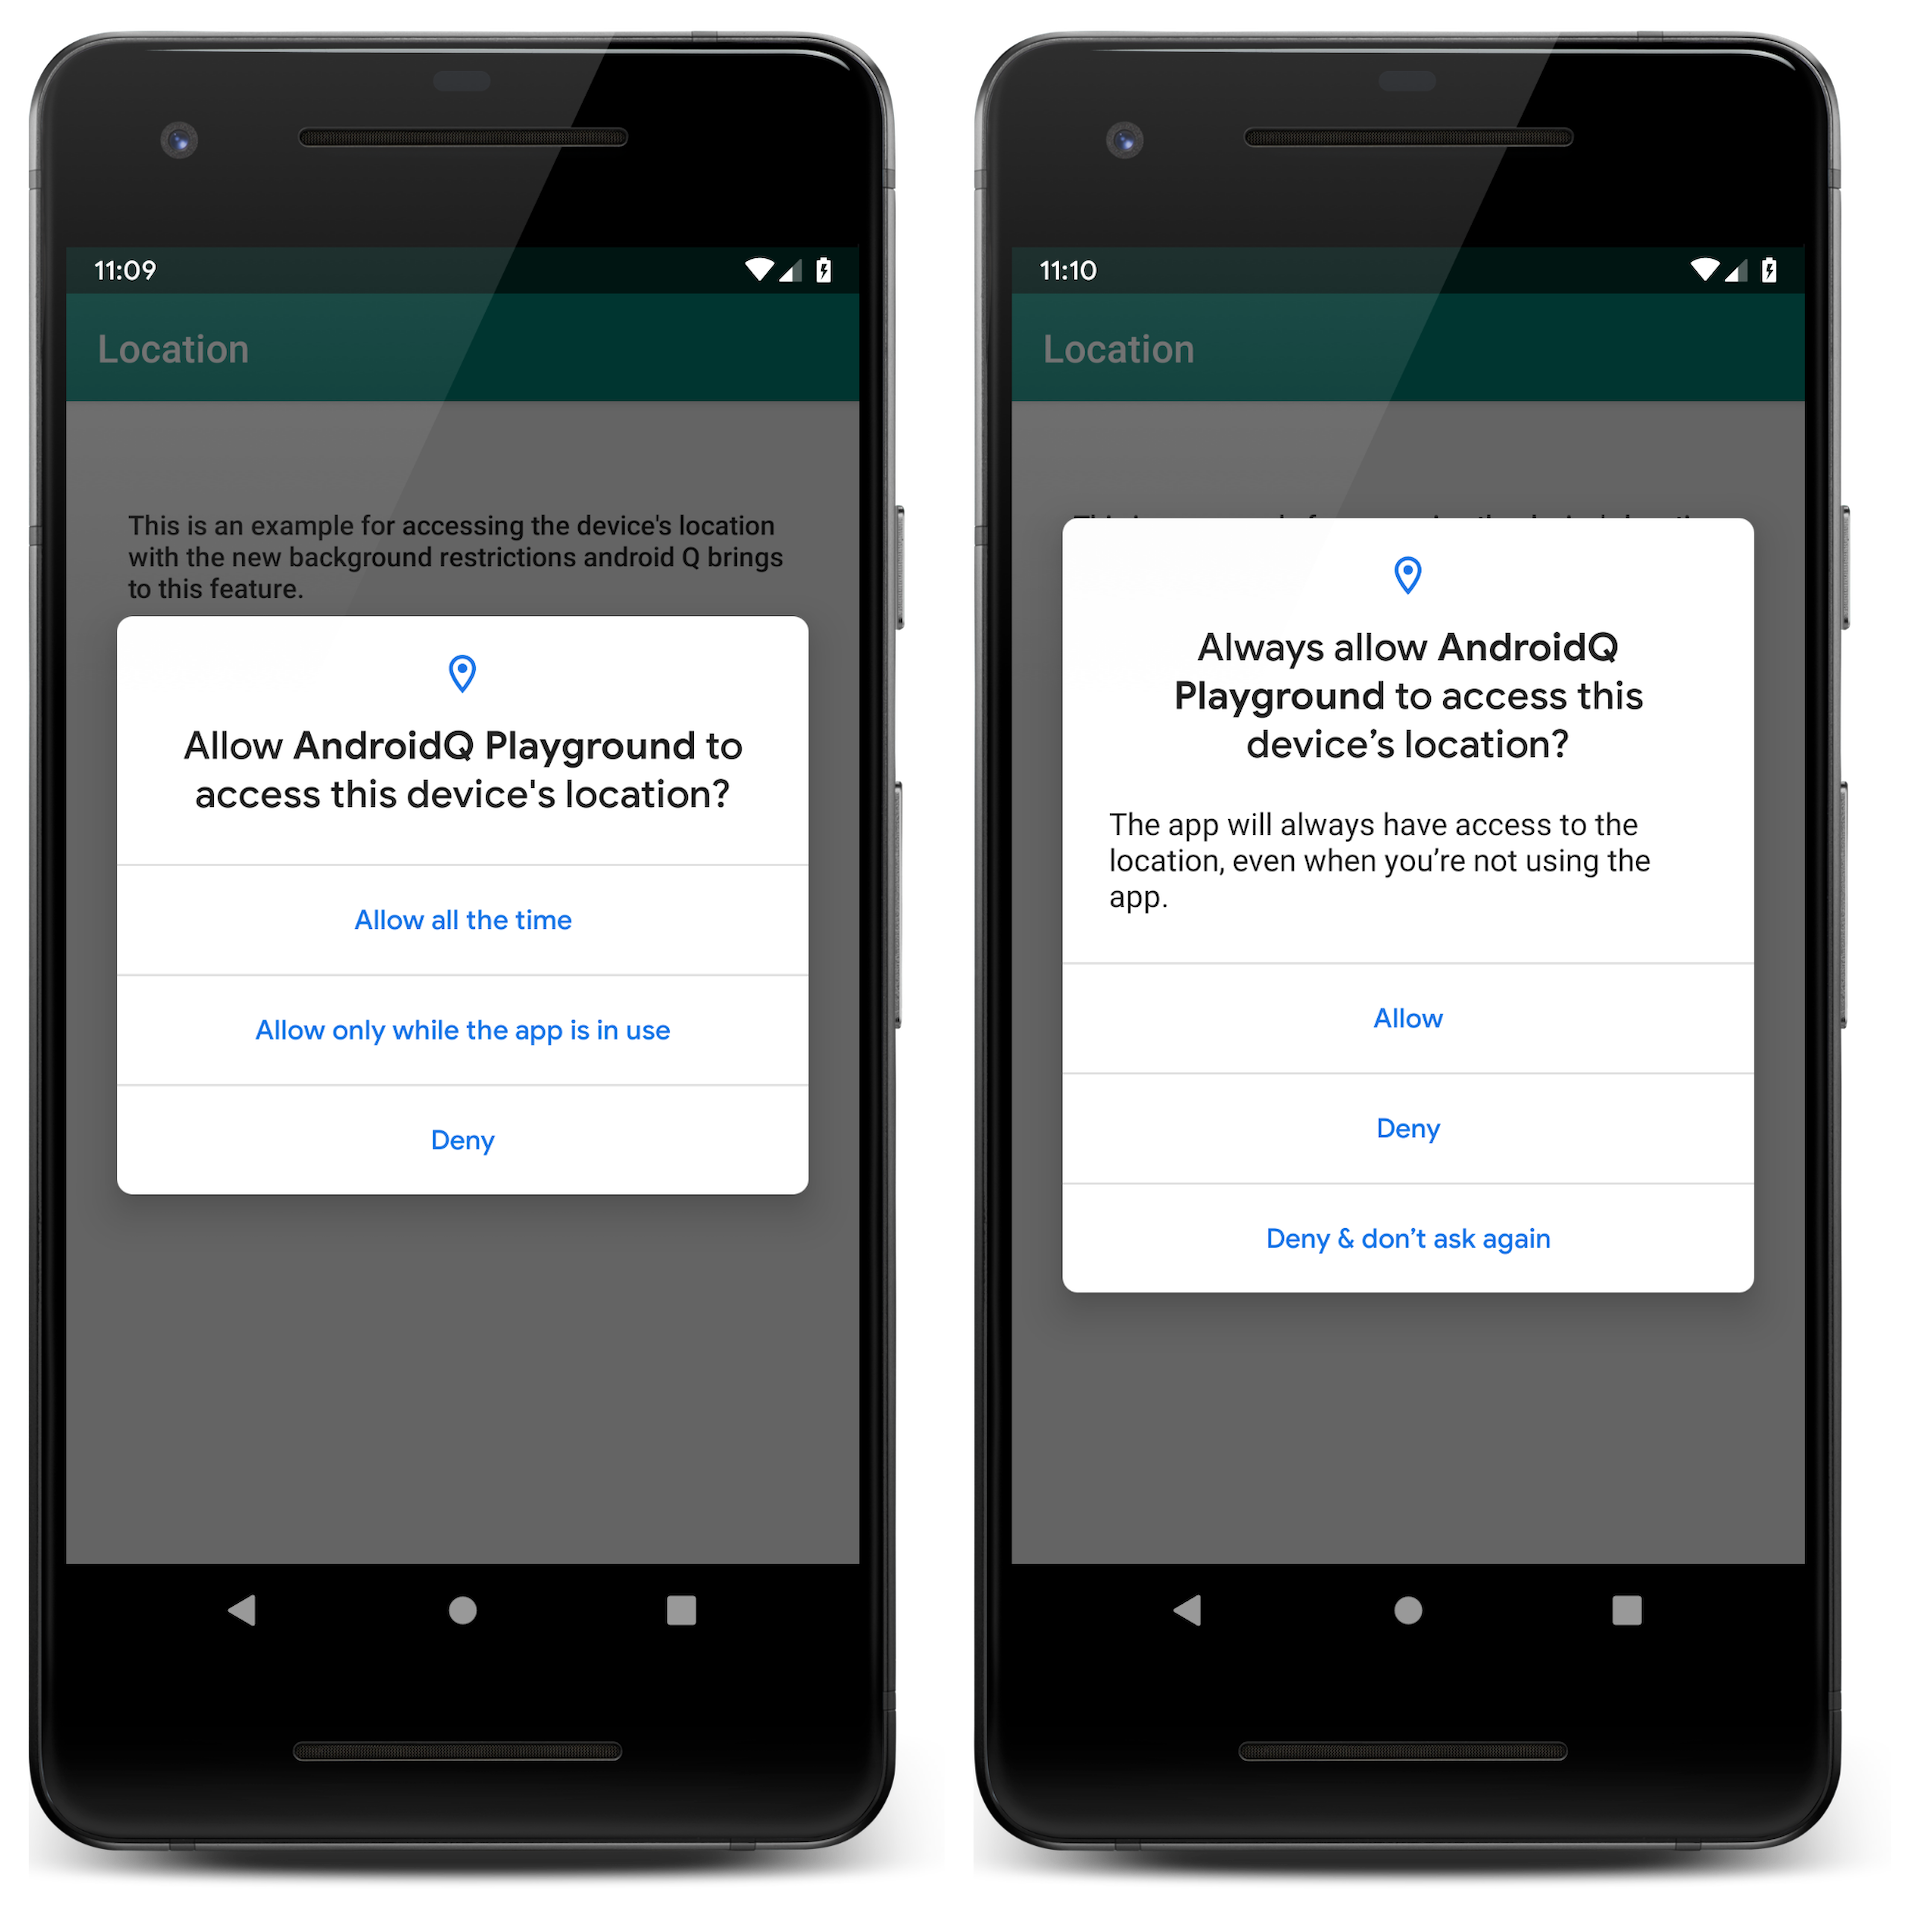 11:09
Location
This is an example for accessing the device's location
with the new background restrictions android Q brings
to this feature.
Allow AndroidQ Playground to
access this device's location?
Allow all the time
Allow only while the app is in use
Deny
11:10
Location
Always allow AndroidQ
Playground to access this
device’s location?
The app will always have access to the
location, even when you’re not using the
app.
Allow
Deny
Deny & don’t ask again